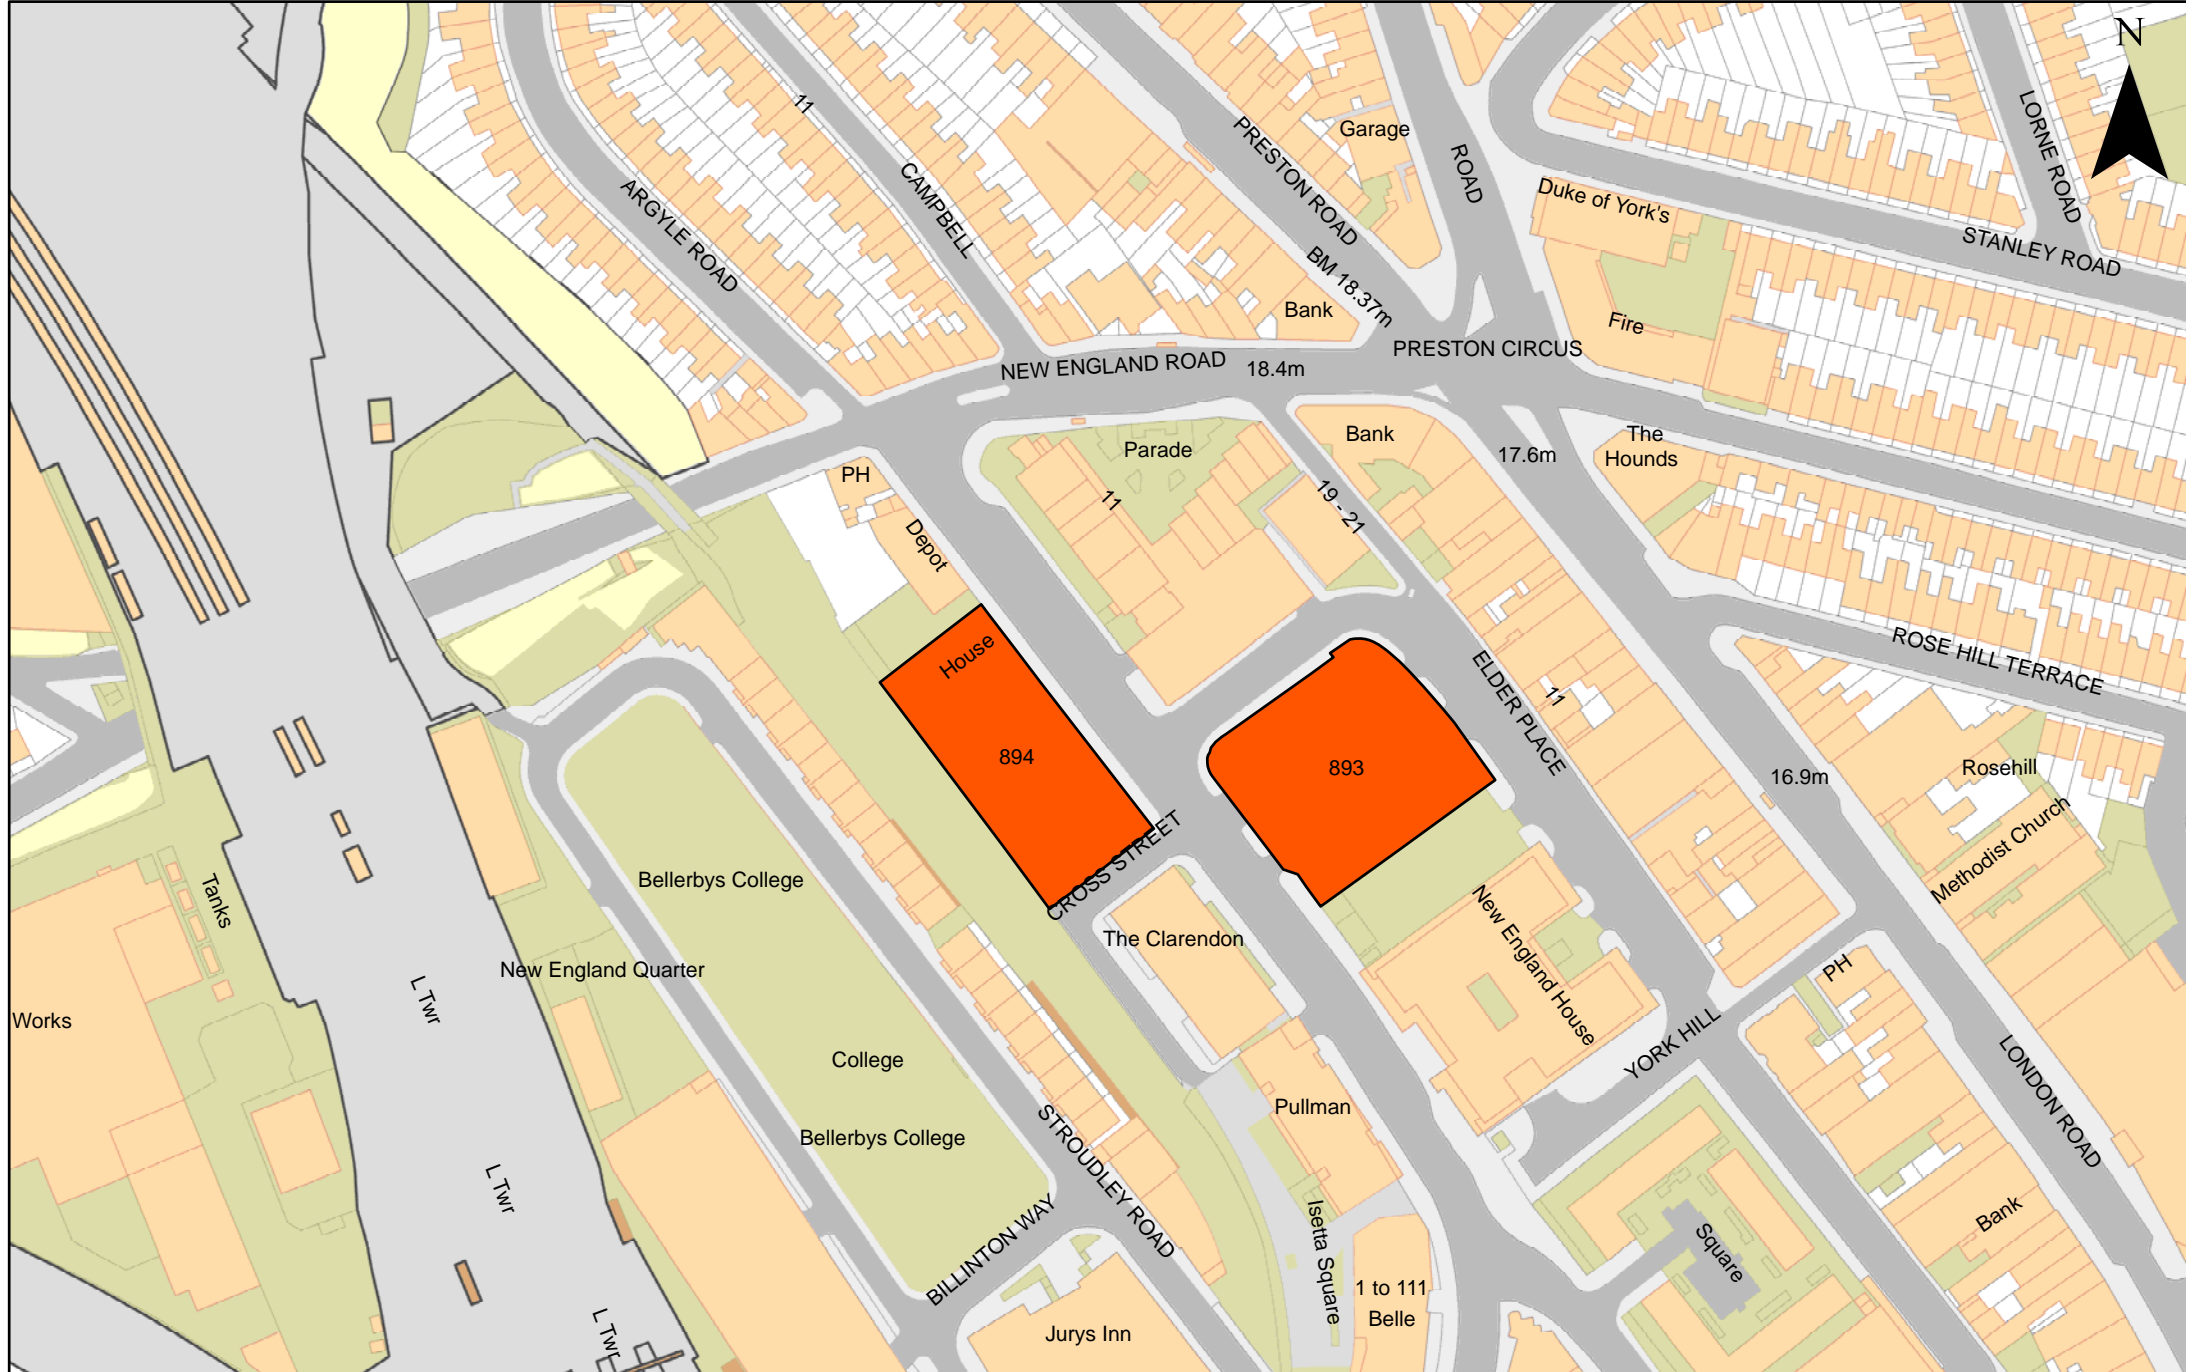 N
11
Garage
LORNE ROAD
ROAD
PRESTON ROAD
CAMPBELL
ARGYLE ROAD
Duke of York's
STANLEY ROAD
BM 18.37m
Bank
Fire
PRESTON CIRCUS
NEW ENGLAND ROAD
18.4m
Parade
Bank
17.6m
The
Hounds
PH
11
19 - 21
Depot
House
ELDER PLACE
11
ROSE HILL TERRACE
894
893
16.9m
Rosehill
Methodist Church
CROSS STREET
Bellerbys College
Tanks
The Clarendon
New England House
New England Quarter
PH
L Twr
Works
YORK HILL
College
LONDON ROAD
Pullman
Bellerbys College
STROUDLEY ROAD
L Twr
BILLINTON WAY
Isetta Square
Square
Bank
1 to 111
Belle
Jurys Inn
L Twr